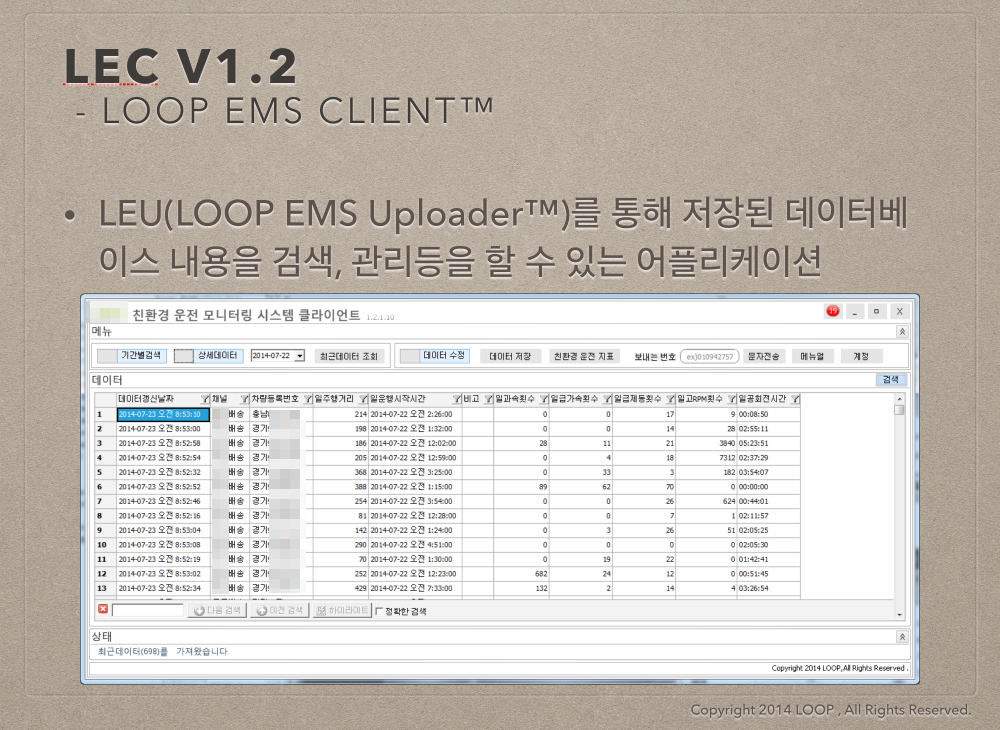 LEC V1.2
- LOOP EMS CLIENT™
• LEU(LOOP EMS Uploader™)를 통해 저장된 데이터베
이스 내용을 검색, 관리등을 할 수 있는 어플리케이션
친환경 운전 모니터링 시스템 클라이언트 1.2.1.10
19
메뉴
기간별검색 상세데이터 2014-07-22 최근데이터 조회 데이터 수정 데이터 저장 친환경 운전 지표 보내는 번호 ex)010942757 문자전송 메뉴얼 계정
데이터 검색
데이터갱신날짜 채널 차량등록번호 일주행거리 일운행시작시간 비고 일과속횟수 일급가속횟수 일급제동횟수 일고RPM횟수 일공회전시간
1 2014-07-23 오전 8:53:10 배송 충남 214 2014-07-22 오전 2:26:00 0 0 17 9 00:08:50
2 2014-07-23 오전 8:53:00 배송 경기 198 2014-07-22 오전 1:32:00 0 0 14 28 02:55:11
3 2014-07-23 오전 8:52:58 배송 경기 186 2014-07-22 오전 12:02:00 28 11 21 3840 05:23:51
4 2014-07-23 오전 8:52:54 배송 경기 205 2014-07-22 오전 12:59:00 0 4 18 7312 02:37:29
5 2014-07-23 오전 8:52:32 배송 경기 368 2014-07-22 오전 3:25:00 0 33 3 182 03:54:07
6 2014-07-23 오전 8:52:52 배송 경기 388 2014-07-22 오전 1:15:00 89 62 70 0 00:00:00
7 2014-07-23 오전 8:52:46 배송 경기 254 2014-07-22 오전 3:54:00 0 0 26 624 00:44:01
8 2014-07-23 오전 8:52:16 배송 경기 81 2014-07-22 오전 12:28:00 0 0 7 1 02:11:57
9 2014-07-23 오전 8:53:04 배송 경기 142 2014-07-22 오전 1:24:00 0 3 26 51 02:05:25
10 2014-07-23 오전 8:53:08 배송 경기 290 2014-07-22 오전 4:51:00 0 0 0 0 02:05:30
11 2014-07-23 오전 8:52:19 배송 경기 70 2014-07-22 오전 1:30:00 0 19 22 0 01:42:41
12 2014-07-23 오전 8:53:02 배송 경기 252 2014-07-22 오전 12:23:00 682 24 12 0 00:51:45
13 2014-07-23 오전 8:52:34 배송 경기 429 2014-07-22 오전 7:33:00 132 2 14 4 03:26:54
다음 검색 이전 검색 하이라이트 정확한 검색
상태
최근데이터(698)를 가져왔습니다.
Copyright 2014 LOOP,All Rights Reserved .
Copyright 2014 LOOP , All Rights Reserved.